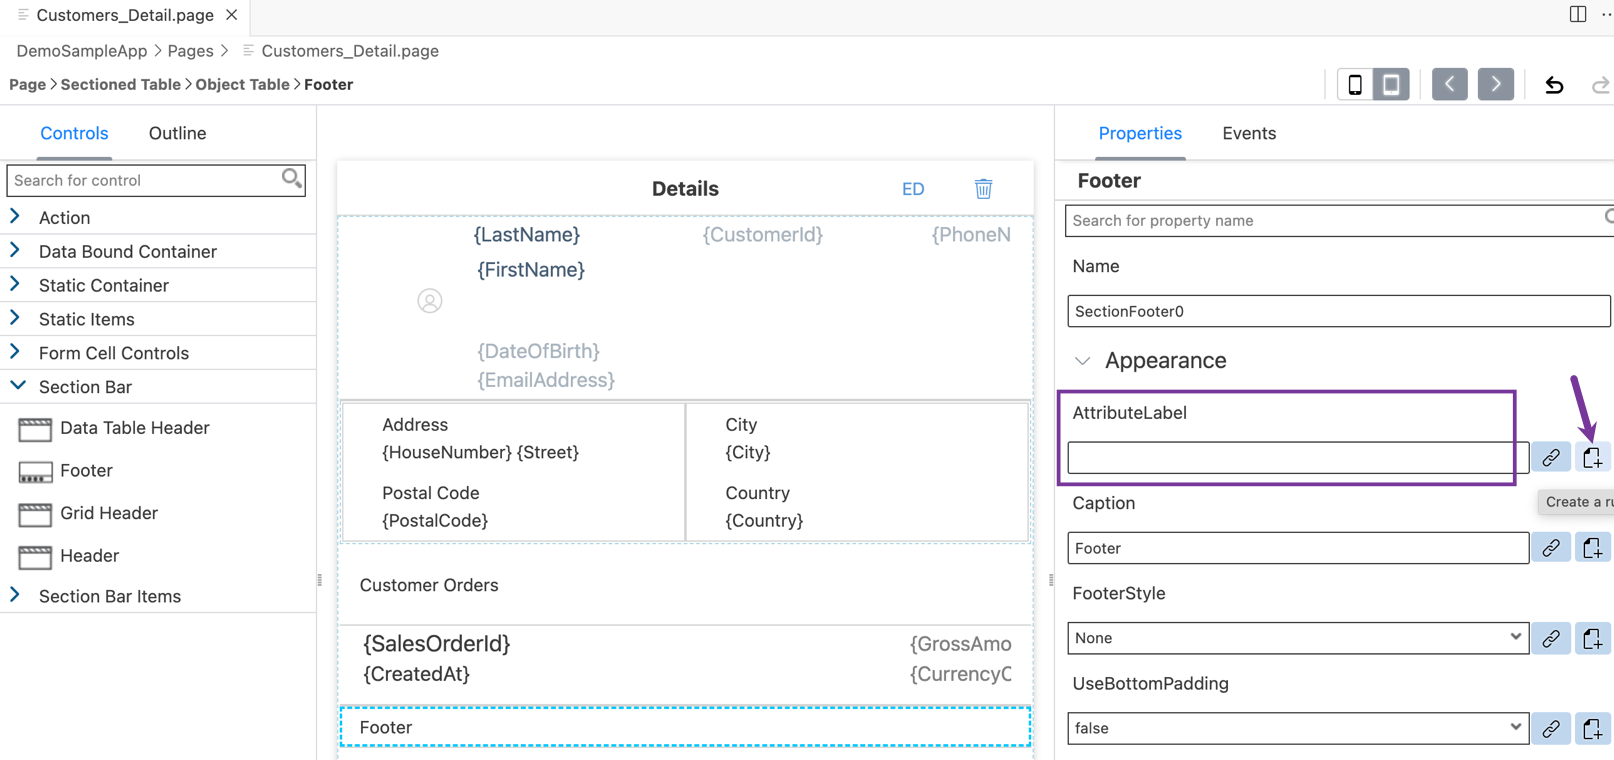 Customers_Detail.page
DemoSampleApp > Pages > Customers_Detail.page
Page > Sectioned Table > Object Table > Footer
Controls
Outline
Search for control
Action
Data Bound Container
Static Container
Static Items
Form Cell Controls
Section Bar
Data Table Header
Footer
Grid Header
Header
Section Bar Items
Details
ED
{LastName}
{CustomerId}
{PhoneN
{FirstName}
{DateOfBirth}
{EmailAddress}
Address
City
{HouseNumber} {Street}
{City}
Postal Code
Country
{PostalCode}
{Country}
Customer Orders
{SalesOrderId}
{GrossAmo
{CreatedAt}
{CurrencyC
Footer
Properties
Events
Footer
Search for property name
Name
SectionFooter0
Appearance
AttributeLabel
Create a ru
Caption
Footer
FooterStyle
None
UseBottomPadding
false